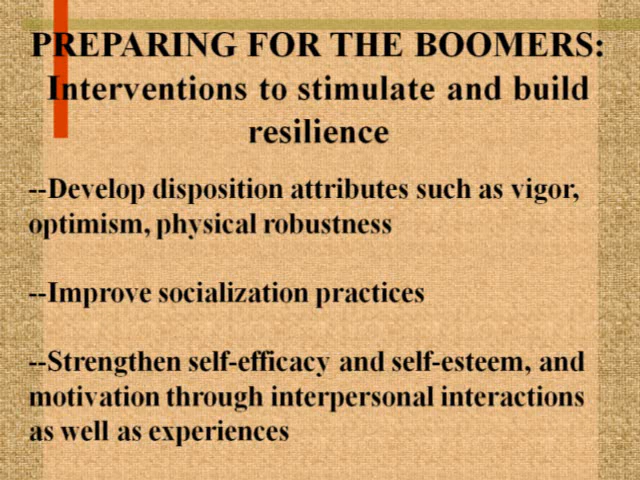 PREPARING FOR THE BOOMERS:
Interventions to stimulate and build
resilience
--Develop disposition attributes such as vigor,
optimism, physical robustness
--Improve socialization practices
--Strengthen self-efficacy and self-esteem, and
motivation through interpersonal interactions
as well as experiences